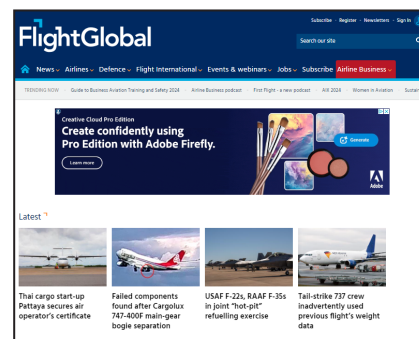 Subscribe · Register · Newsletters · Sign In
FlightGlobal
Search our site
News Airlines Defence Flight International Events & webinars Jobs Subscribe Airline Business
TRENDING NOW Guide to Business Aviation Training and Safety 2024 Airline Business podcast First Flight - a new podcast AIX 2024 Women in Aviation Sustain
Creative Cloud Pro Edition
Create confidently using
Pro Edition with Adobe Firefly.
Learn more
Generate
Adobe
Latest
Thai cargo start-up
Pattaya secures air
operator's certificate
Failed components
found after Cargolux
747-400F main-gear
bogie separation
USAF F-22s, RAAF F-35s
in joint "hot-pit"
refuelling exercise
Tail-strike 737 crew
inadvertently used
previous flight's weight
data